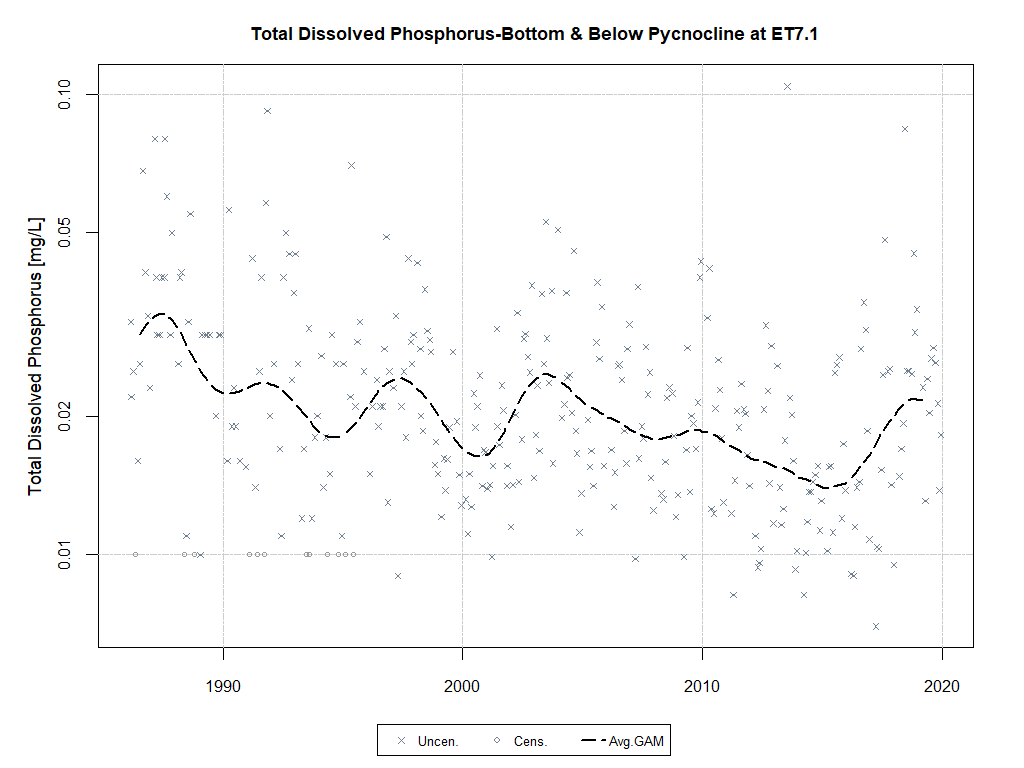 Total Dissolved Phosphorus-Bottom & Below Pycnocline at ET7.1
Total Dissolved Phosphorus [mg/L]
0.10
0.05
0.02
0.01
1990 2000 2010 2020
Uncen. Cens. Avg.GAM